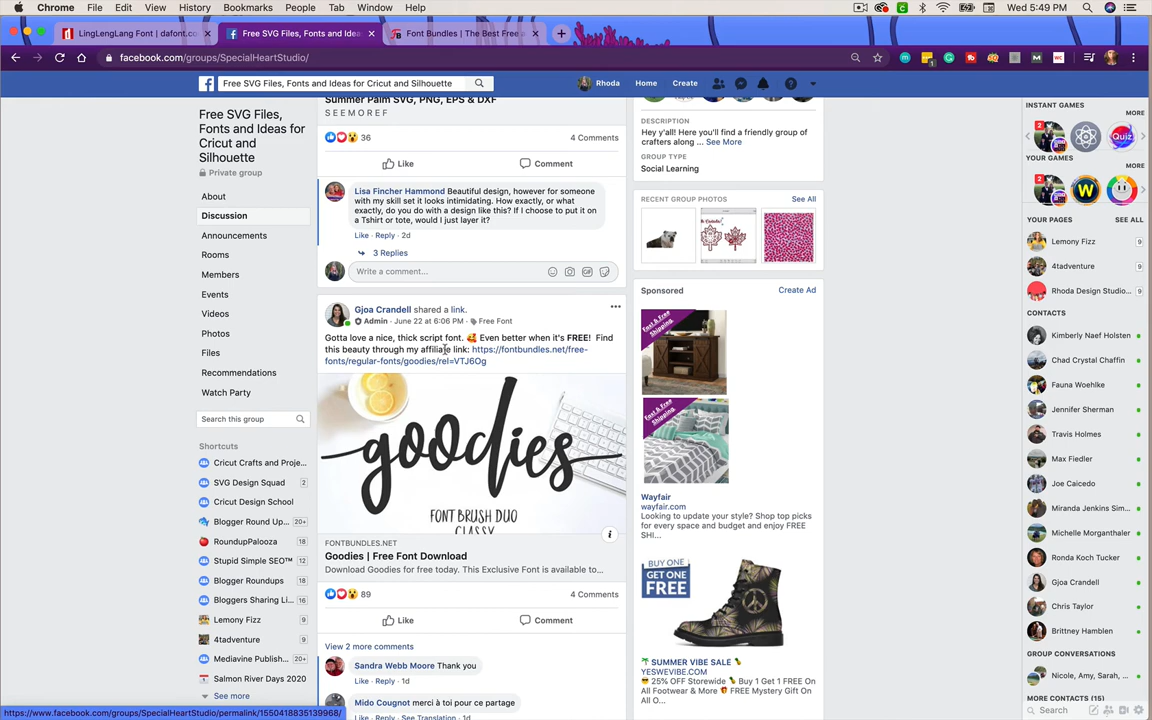 Chrome File Edit View History Bookmarks People Tab Window Help Wed 5:49 PM
LingLengLang Font | dafont.co Free SVG Files, Fonts and Idea Font Bundles | The Best Free a
facebook.com/groups/SpecialHeartStudio/
Free SVG Files, Fonts and Ideas for Cricut and Silhouette
Rhoda Home Create
Free SVG Files,
Fonts and Ideas for
Cricut and
Silhouette
Private group
About
Discussion
Announcements
Rooms
Members
Events
Videos
Photos
Files
Recommendations
Watch Party
Search this group
Shortcuts
Cricut Crafts and Proje...
SVG Design Squad 2
Cricut Design School
Blogger Round Up... 20+
RoundupPalooza 18
Stupid Simple SEO™ 12
Blogger Roundups 18
Bloggers Sharing Li... 16
Lemony Fizz 9
4tadventure 9
Mediavine Publish... 20+
Salmon River Days 2020
See more
https://www.facebook.com/groups/SpecialHeartStudio/permalink/1550418835139968/
Summer Palm SVG, PNG, EPS & DXF
S E E M O R E F
36 4 Comments
Like Comment
Lisa Fincher Hammond Beautiful design, however for someone
with my skill set it looks intimidating. How exactly, or what
exactly, do you do with a design like this? If I choose to put it on
a Tshirt or tote, would I just layer it?
Like · Reply · 2d
3 Replies
Write a comment...
Gjoa Crandell shared a link.
Admin · June 22 at 6:06 PM · Free Font
Gotta love a nice, thick script font. 🥰 Even better when it's FREE! Find
this beauty through my affiliate link: https://fontbundles.net/free-
fonts/regular-fonts/goodies/rel=VTJ6Og
goodies
FONT BRUSH DUO
CLASSY
FONTBUNDLES.NET
Goodies | Free Font Download
Download Goodies for free today. This Exclusive Font is available to...
89 4 Comments
Like Comment
View 2 more comments
Sandra Webb Moore Thank you
Like · Reply · 1d
Mido Cougnot merci à toi pour ce partage
Like · Reply · See Translation · 1d
DESCRIPTION
Hey y'all! Here you'll find a friendly group of
crafters along ... See More
GROUP TYPE
Social Learning
RECENT GROUP PHOTOS See All
Sponsored Create Ad
Fast & Free
Shipping
Fast & Free
Shipping
Wayfair
wayfair.com
Looking to update your style? Shop top picks
for every space and budget and enjoy FREE
SHI...
BUY ONE
GET ONE
FREE
🌴 SUMMER VIBE SALE 🍍
YESWEVIBE.COM
😎 25% OFF Storewide 🍍 Buy 1 Get 1 FREE On
All Footwear & More 🎁 FREE Mystery Gift On
All O...
INSTANT GAMES MORE
2 Quiz
YOUR GAMES MORE
2 W
YOUR PAGES SEE ALL
Lemony Fizz 9
4tadventure 9
Rhoda Design Studio... 9
CONTACTS
Kimberly Naef Holsten
Chad Crystal Chaffin
Fauna Woehlke
Jennifer Sherman
Travis Holmes
Max Fiedler
Joe Caicedo
Miranda Jenkins Sim...
Michelle Morganthaler
Ronda Koch Tucker
Gjoa Crandell
Chris Taylor
Brittney Hamblen
GROUP CONVERSATIONS
Nicole, Amy, Sarah, ...
MORE CONTACTS (15)
Search